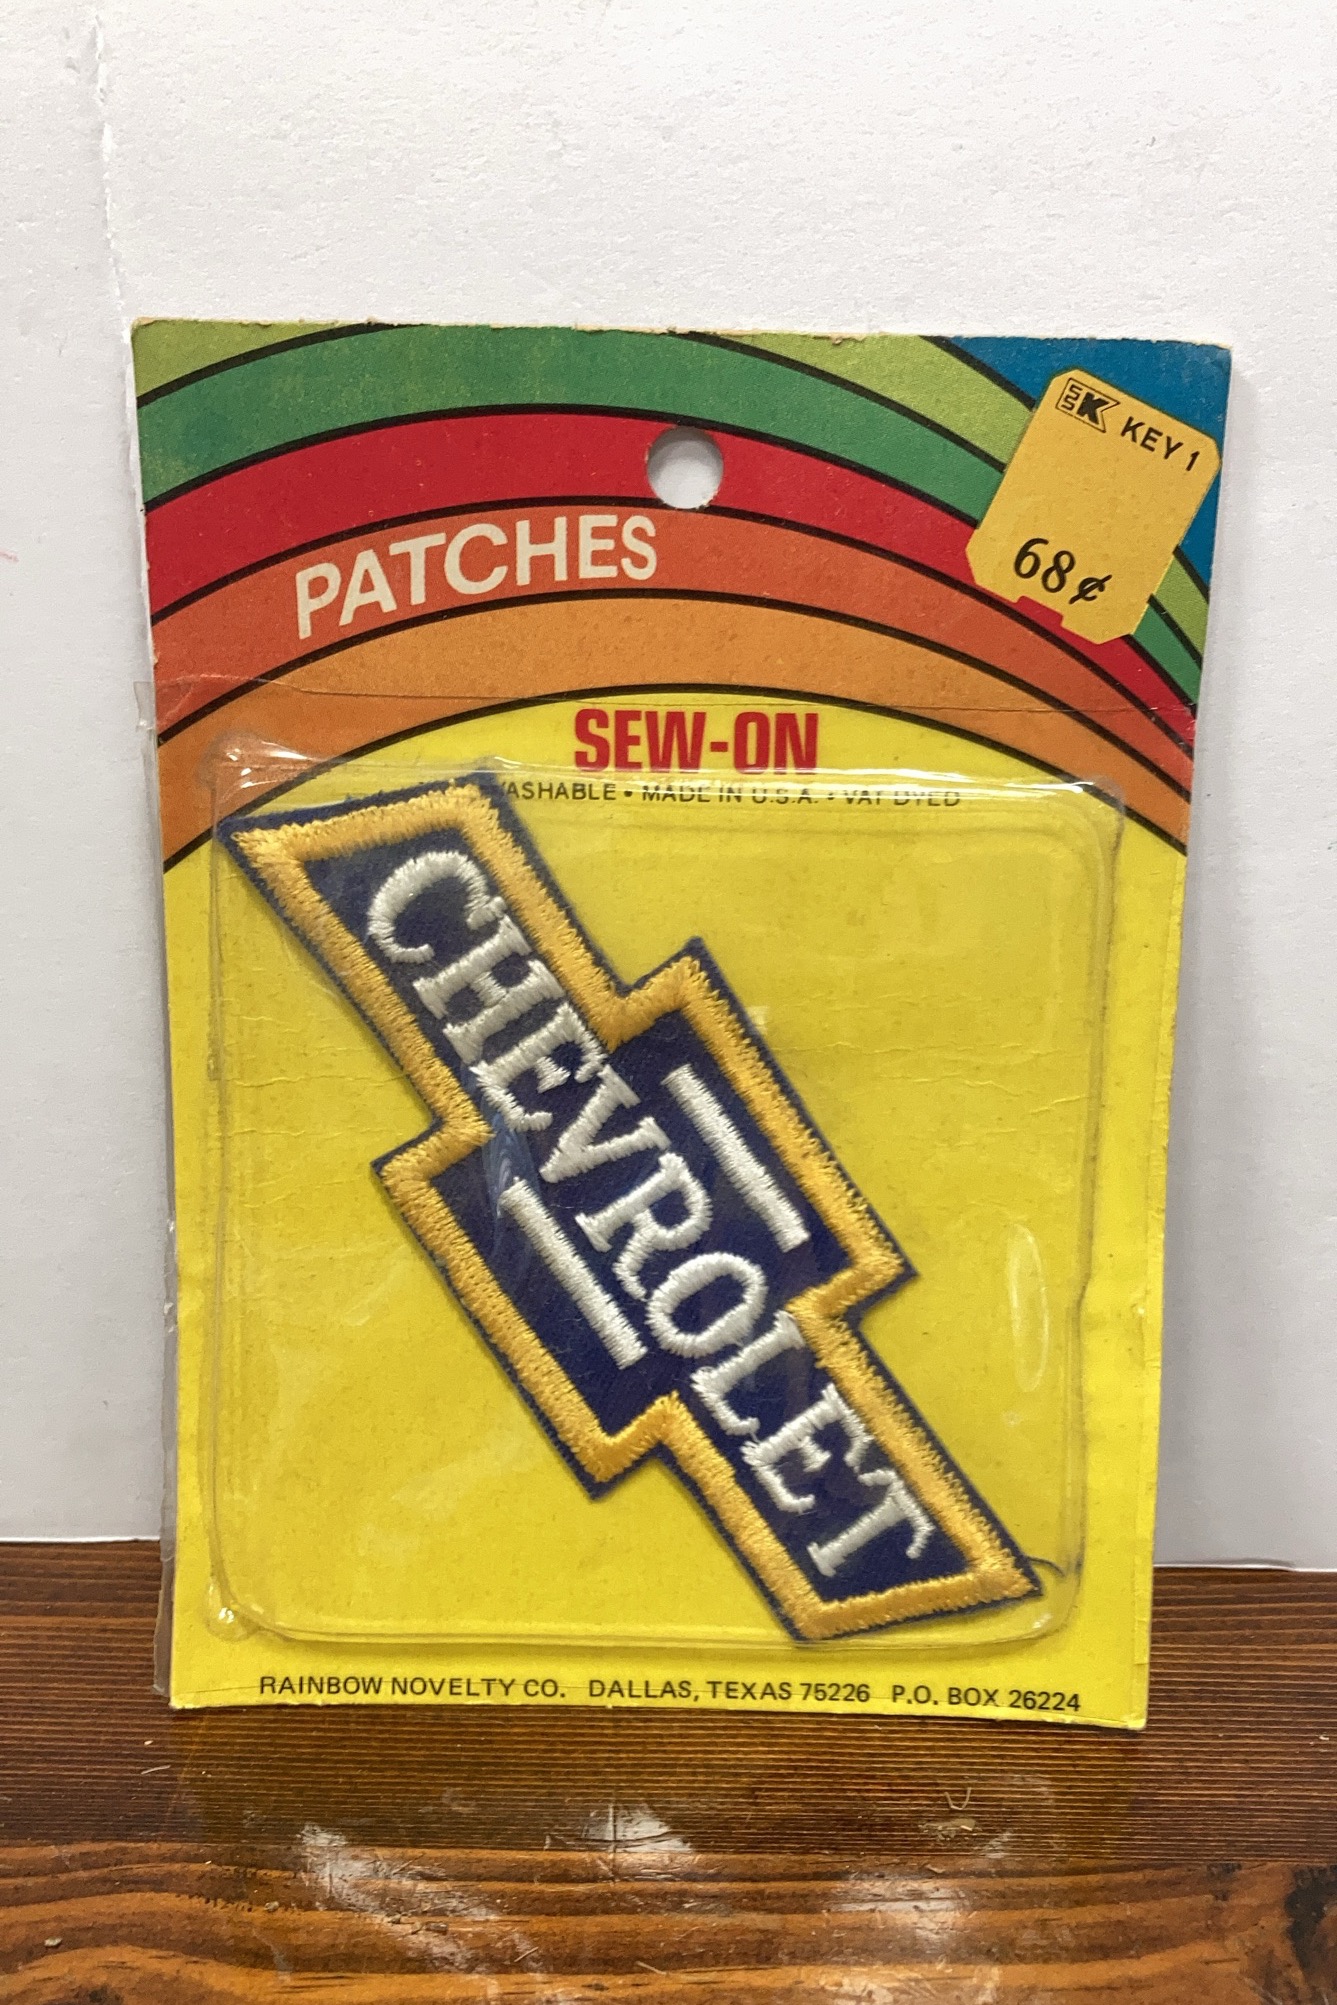 SSK KEY 1
68¢
PATCHES
SEW-ON
MADE IN U.S.A. • VAT DYED
CHEVROLET
RAINBOW NOVELTY CO. DALLAS, TEXAS 75226 P.O. BOX 26224